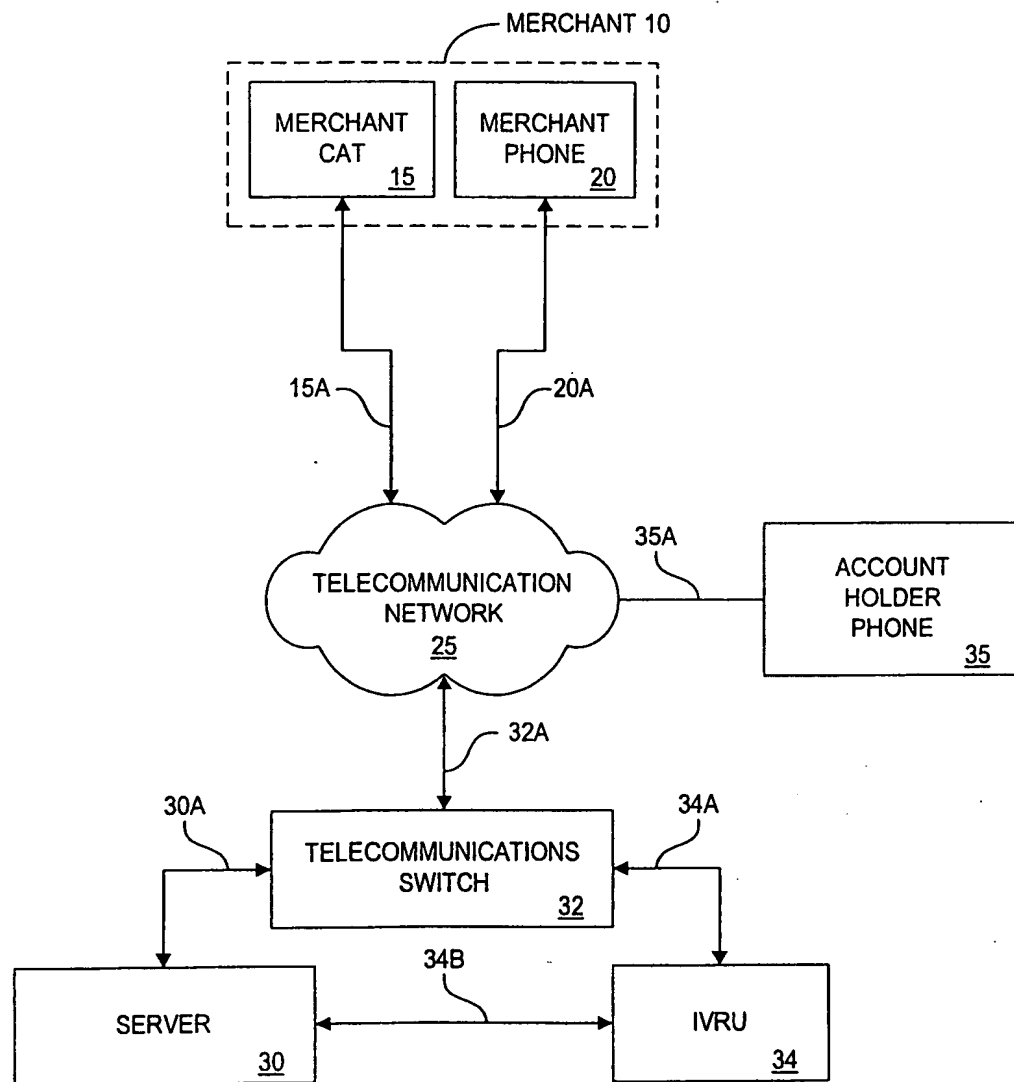 MERCHANT 10
MERCHANT
CAT
15
MERCHANT
PHONE
20
15A
20A
TELECOMMUNICATION
NETWORK
25
35A
ACCOUNT
HOLDER
PHONE
35
32A
30A
34A
TELECOMMUNICATIONS
SWITCH
32
34B
SERVER
30
IVRU
34